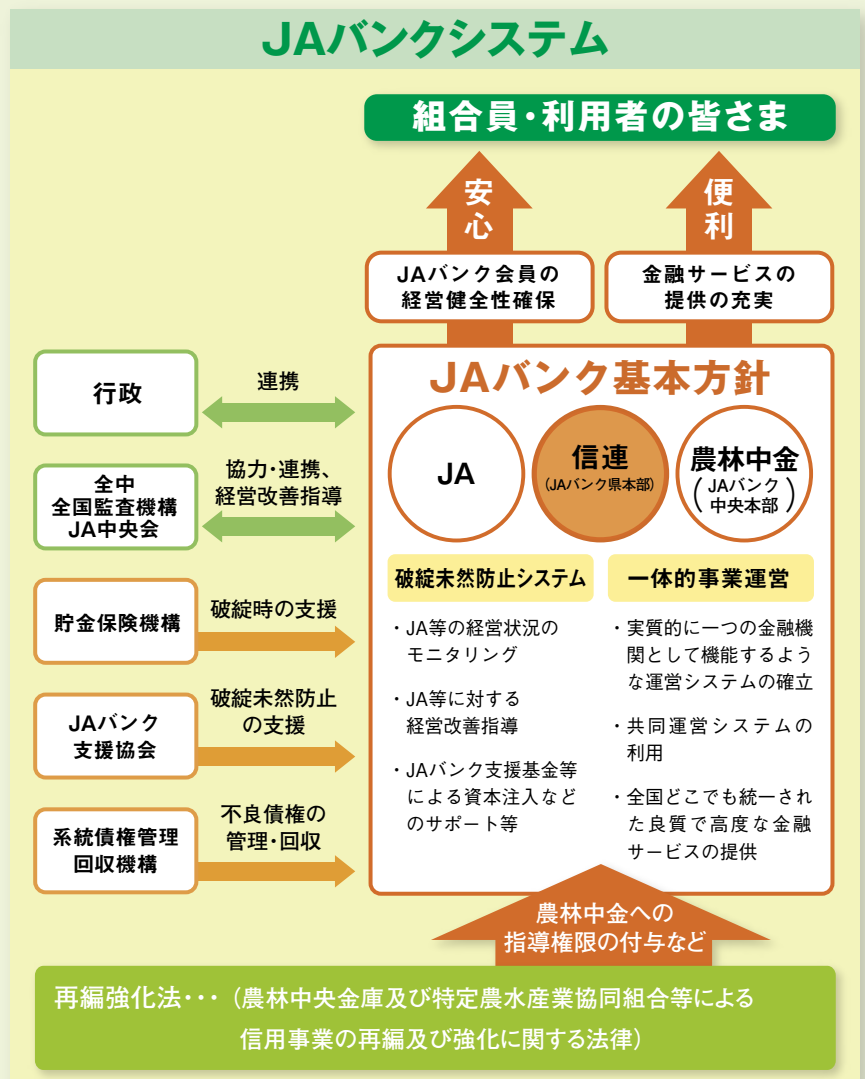 JAバンクシステム
組合員・利用者の皆さま
安心
便利
JAバンク会員の
経営健全性確保
金融サービスの
提供の充実
行政
連携
全中
全国監査機構
JA中央会
協力・連携、
経営改善指導
貯金保険機構
破綻時の支援
JAバンク
支援協会
破綻未然防止
の支援
系統債権管理
回収機構
不良債権の
管理・回収
JAバンク基本方針
JA
信連
(JAバンク県本部)
農林中金
(JAバンク
中央本部)
破綻未然防止システム
・JA等の経営状況の
モニタリング
・JA等に対する
経営改善指導
・JAバンク支援基金等
による資本注入など
のサポート等
一体的事業運営
・実質的に一つの金融機
関として機能するよう
な運営システムの確立
・共同運営システムの
利用
・全国どこでも統一され
た良質で高度な金融
サービスの提供
農林中金への
指導権限の付与など
再編強化法・・・（農林中央金庫及び特定農水産業協同組合等による
信用事業の再編及び強化に関する法律）